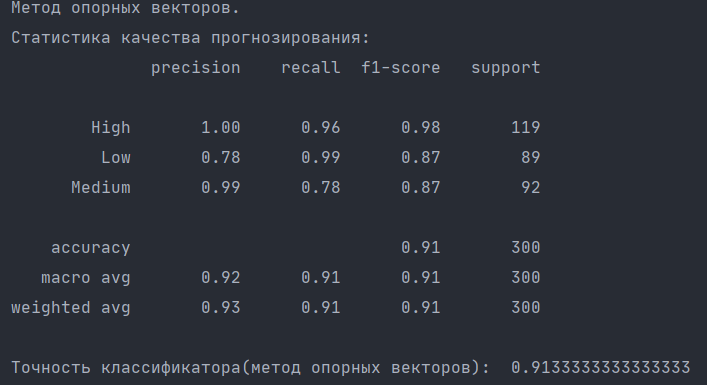 Метод опорных векторов.
Статистика качества прогнозирования:
precision recall f1-score support
High 1.00 0.96 0.98 119
Low 0.78 0.99 0.87 89
Medium 0.99 0.78 0.87 92
accuracy 0.91 300
macro avg 0.92 0.91 0.91 300
weighted avg 0.93 0.91 0.91 300
Точность классификатора(метод опорных векторов): 0.9133333333333333